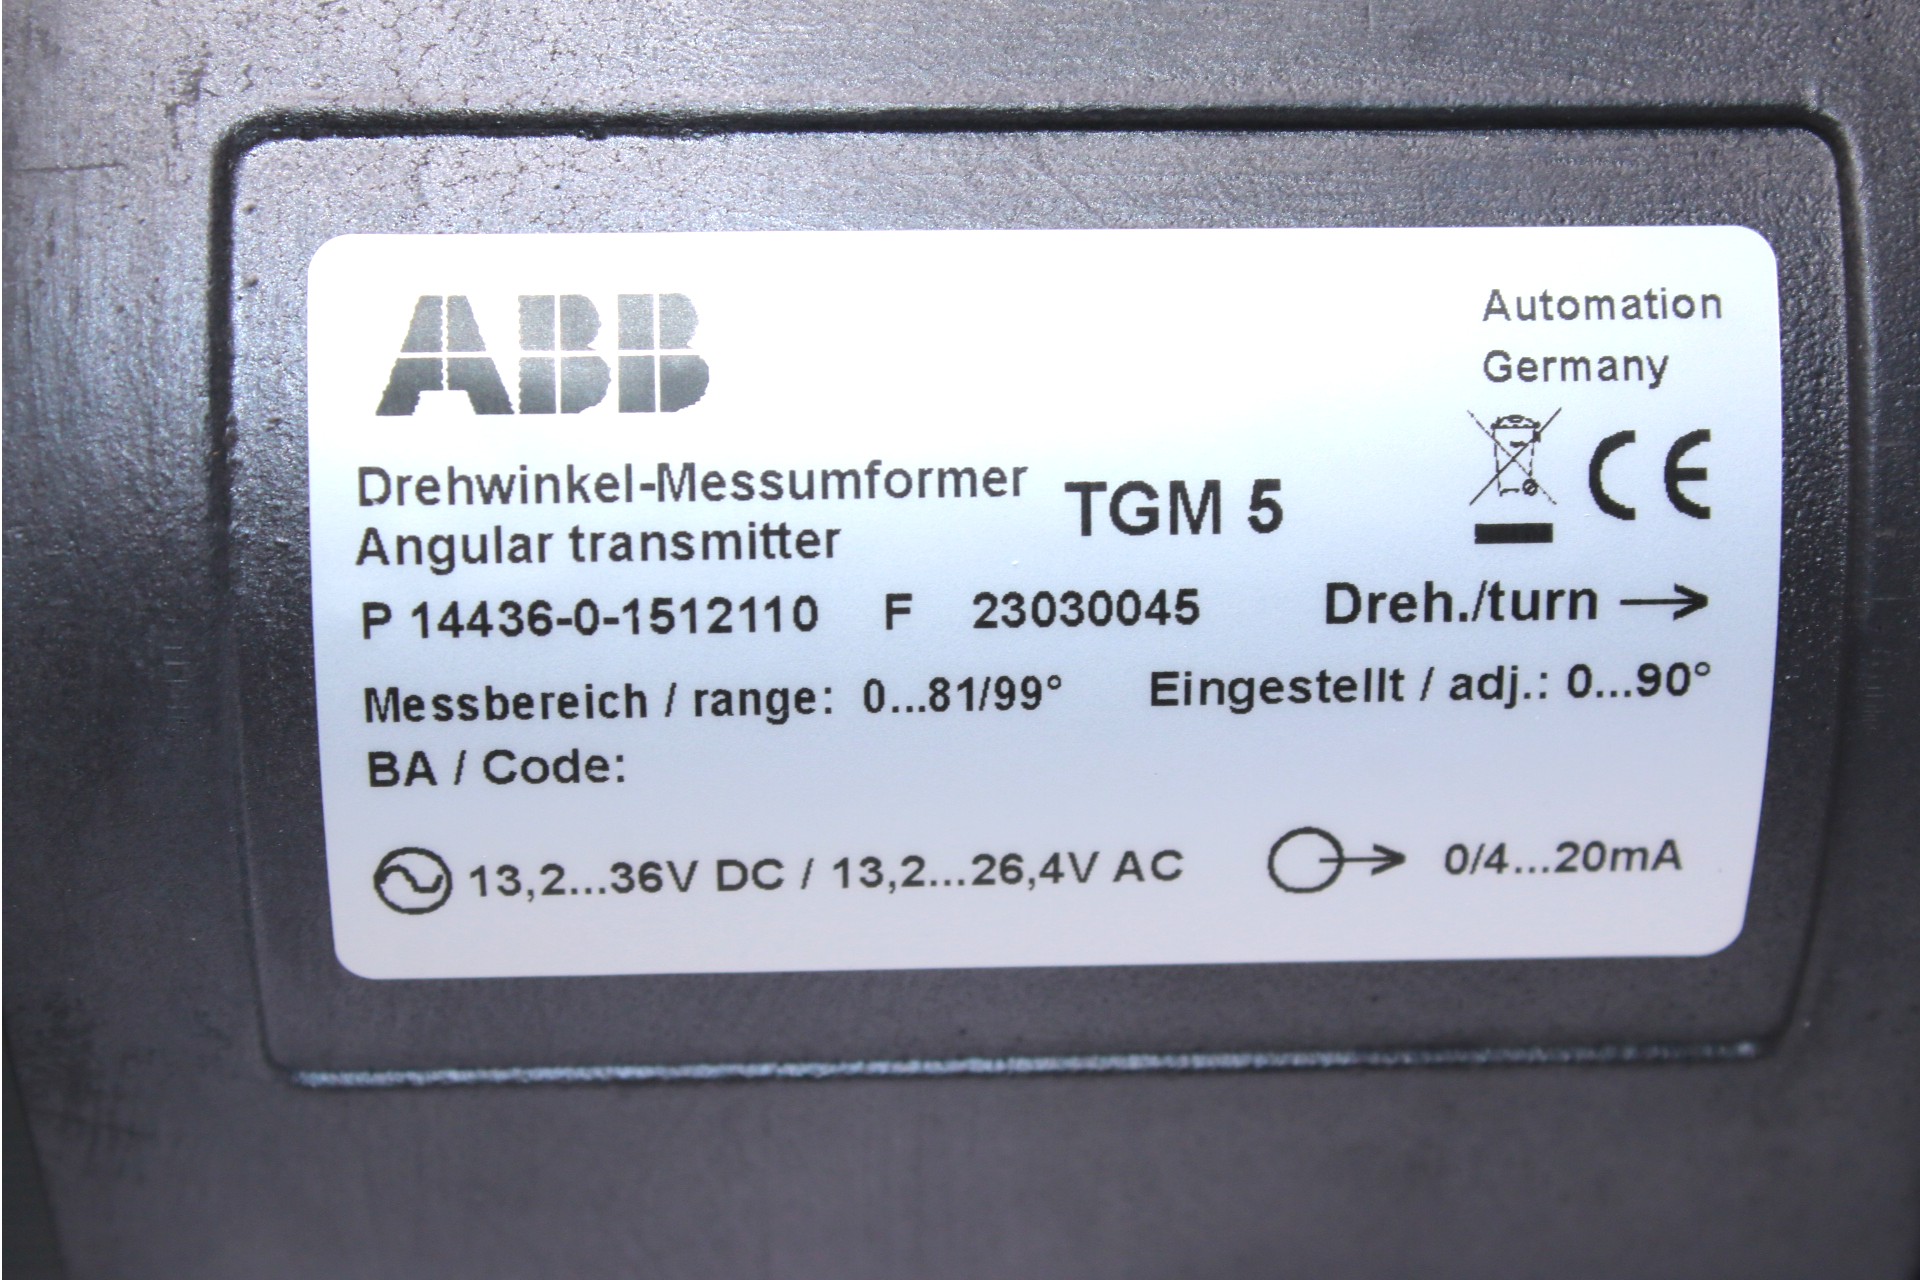 ABB
Automation
Germany
CE
Drehwinkel-Messumformer
Angular transmitter
TGM 5
P 14436-0-1512110 F 23030045 Dreh./turn →
Messbereich / range: 0...81/99° Eingestellt / adj.: 0...90°
BA / Code:
13,2...36V DC / 13,2...26,4V AC 0/4...20mA